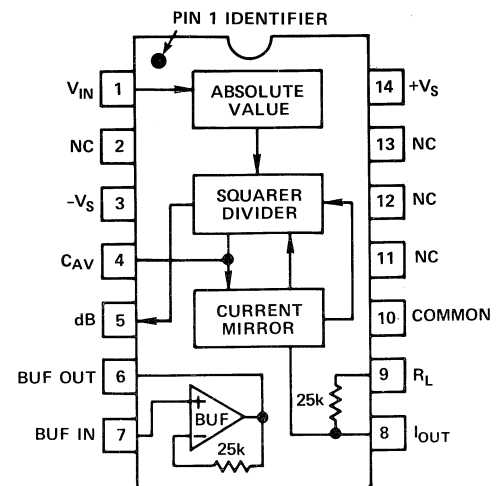 PIN 1 IDENTIFIER
VIN 1
ABSOLUTE
VALUE
14 +VS
NC 2
13 NC
-VS 3
SQUARER
DIVIDER
12 NC
CAV 4
11 NC
dB 5
CURRENT
MIRROR
10 COMMON
BUF OUT 6
9 RL
25k
BUF IN 7
+
BUF
-
25k
8 IOUT